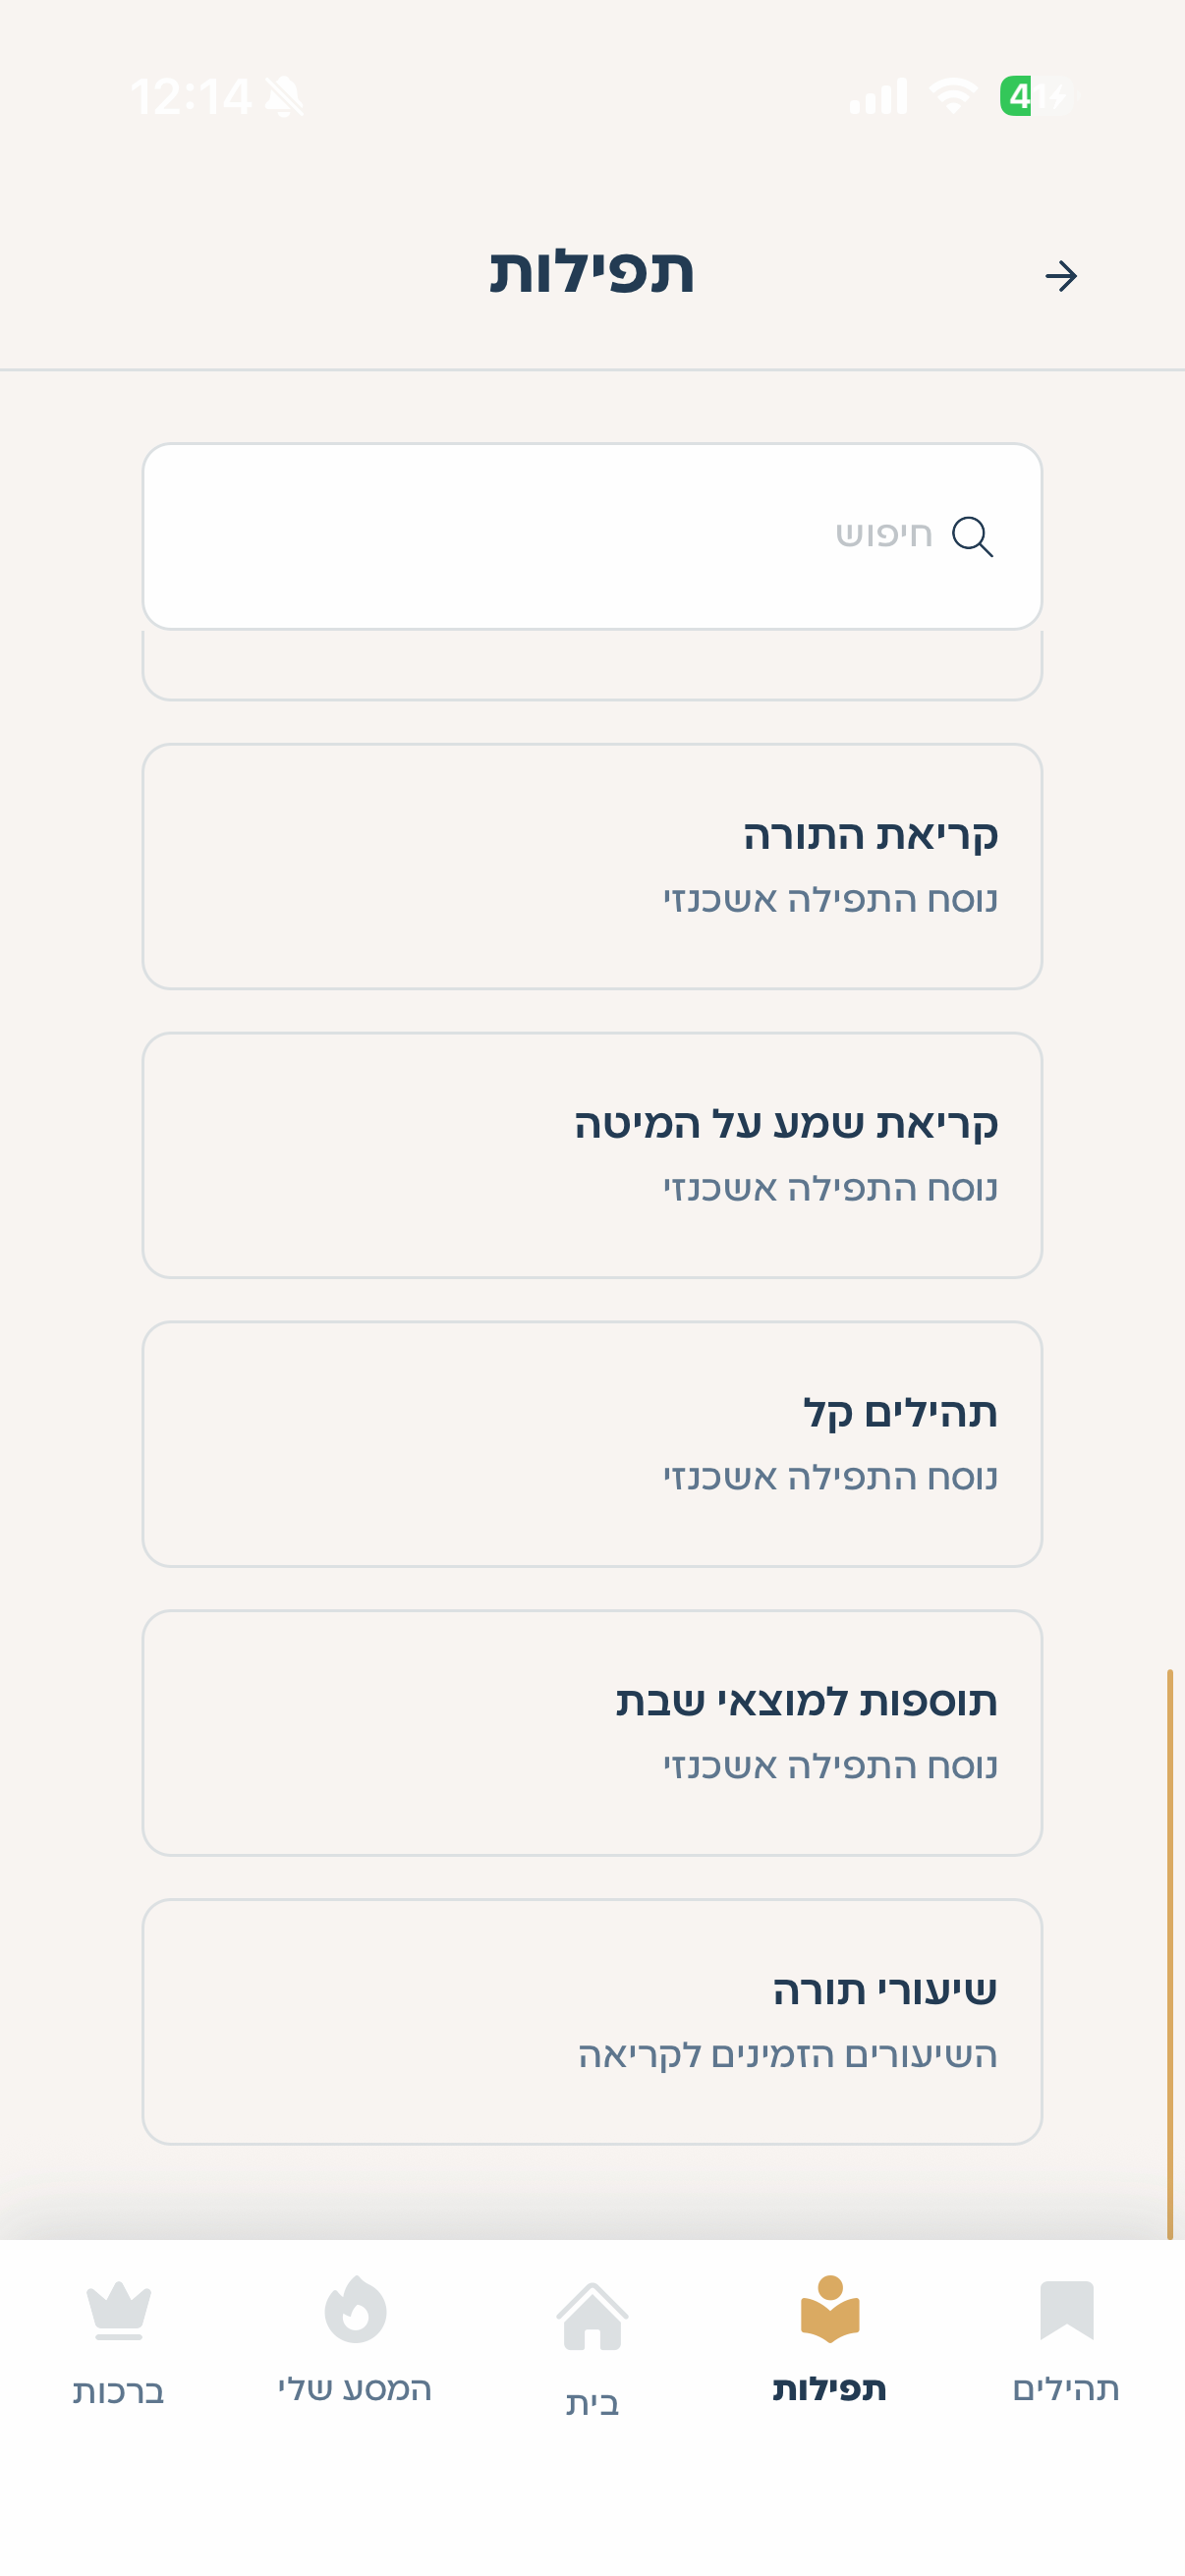 12:14
41
תפילות
חיפוש
קריאת התורה
נוסח התפילה אשכנזי
קריאת שמע על המיטה
נוסח התפילה אשכנזי
תהילים קל
נוסח התפילה אשכנזי
תוספות למוצאי שבת
נוסח התפילה אשכנזי
שיעורי תורה
השיעורים הזמינים לקריאה
תהילים
תפילות
בית
המסע שלי
ברכות